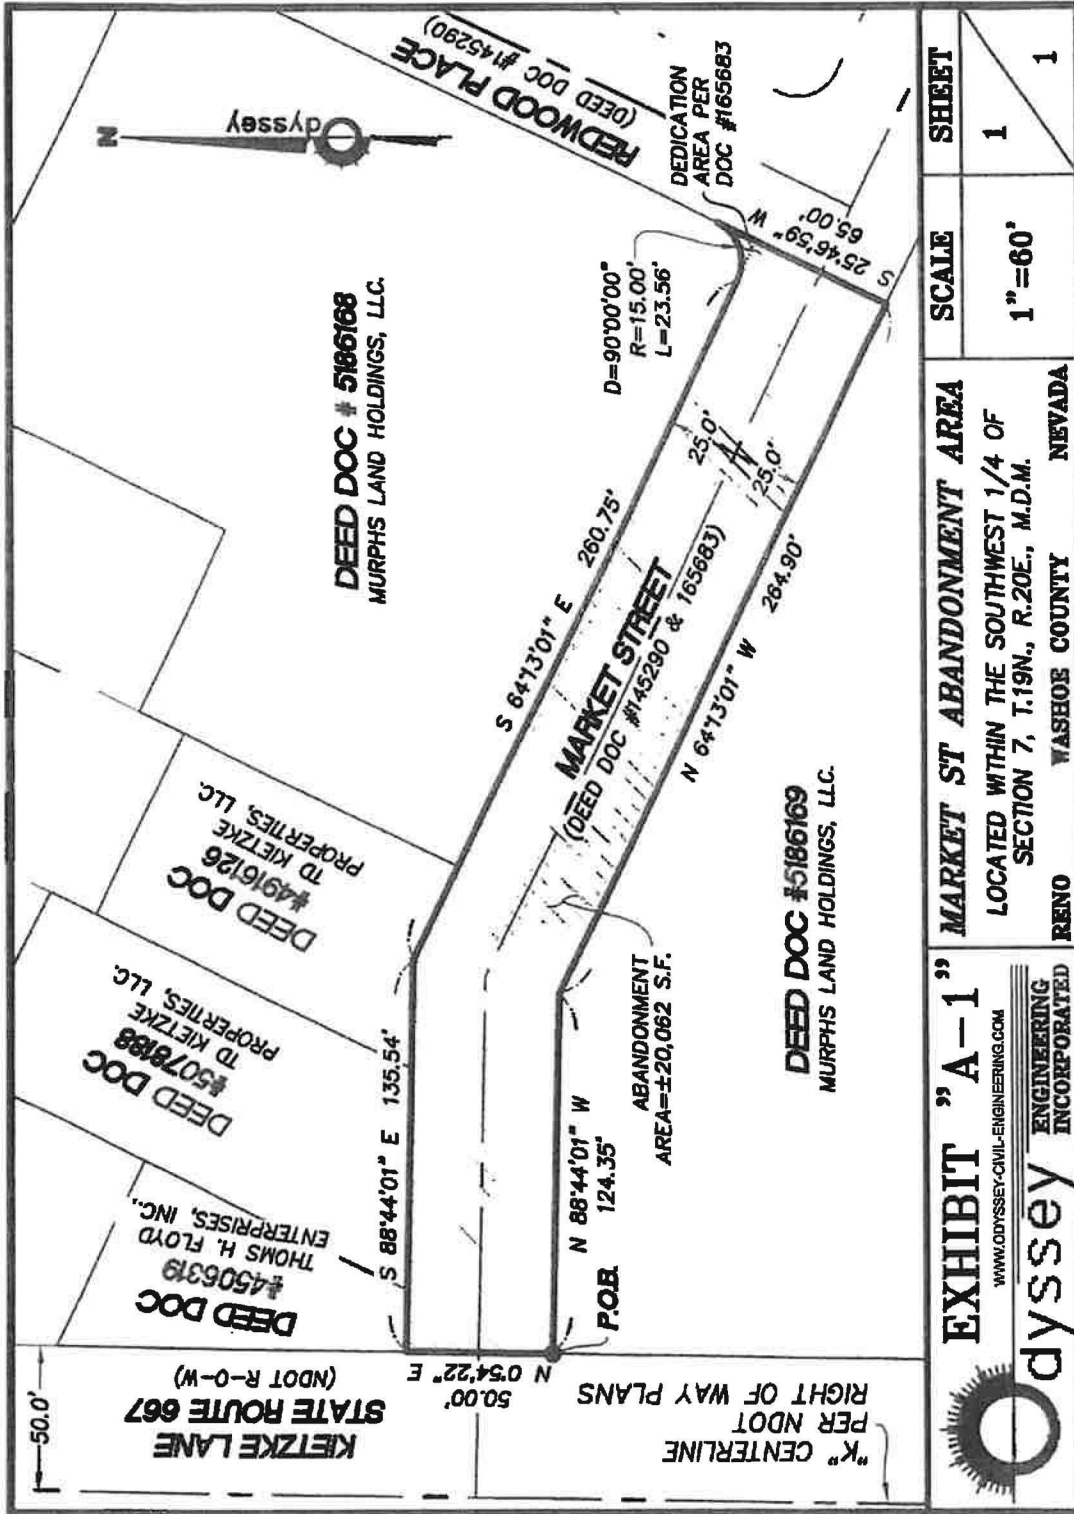 50.0'
KIETZKE LANE
STATE ROUTE 667
(NDOT R-O-W)
DEED DOC
#4506319
THOMS H. FLOYD
ENTERPRISES, INC.,
DEED DOC
#5078188
TD KIETZKE
PROPERTIES, LLC.
DEED DOC
#4916126
TD KIETZKE
PROPERTIES, LLC.
DEED DOC # 5186168
MURPHS LAND HOLDINGS, LLC.
N
dyssey
REDWOOD PLACE
(DEED DOC #145290)
DEDICATION
AREA PER
DOC #165683
D=90°00'00"
R=15.00'
L=23.56'
S 25°46'59" W
65.00'
S 88°44'01" E 135.54'
S 64°13'01" E 260.75'
25.0'
25.0'
MARKET STREET
(DEED DOC #145290 & 165683)
N 64°13'01" W 264.90'
N 0°54'22" E
50.00'
P.O.B.
N 88°44'01" W
124.35'
ABANDONMENT
AREA=±20,062 S.F.
DEED DOC #5186169
MURPHS LAND HOLDINGS, LLC.
"K" CENTERLINE
PER NDOT
RIGHT OF WAY PLANS
EXHIBIT "A-1"
WWW.ODYSSEY-CIVIL-ENGINEERING.COM
dyssey
ENGINEERING
INCORPORATED
MARKET ST ABANDONMENT AREA
LOCATED WITHIN THE SOUTHWEST 1/4 OF
SECTION 7, T.19N., R.20E., M.D.M.
RENO WASHOE COUNTY NEVADA
SCALE
1"=60'
SHEET
1
1